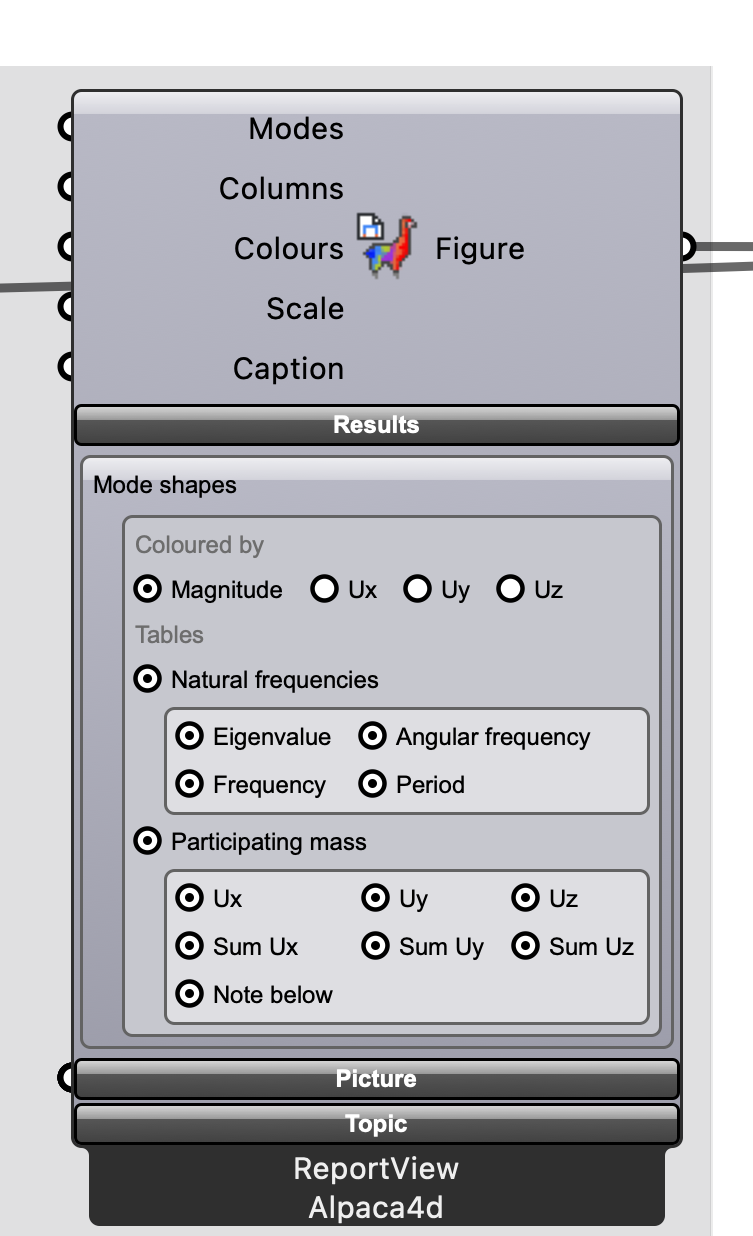 Modes
Columns
Colours Figure
Scale
Caption
Results
Mode shapes
Coloured by
Magnitude Ux Uy Uz
Tables
Natural frequencies
Eigenvalue Angular frequency
Frequency Period
Participating mass
Ux Uy Uz
Sum Ux Sum Uy Sum Uz
Note below
Picture
Topic
ReportView
Alpaca4d